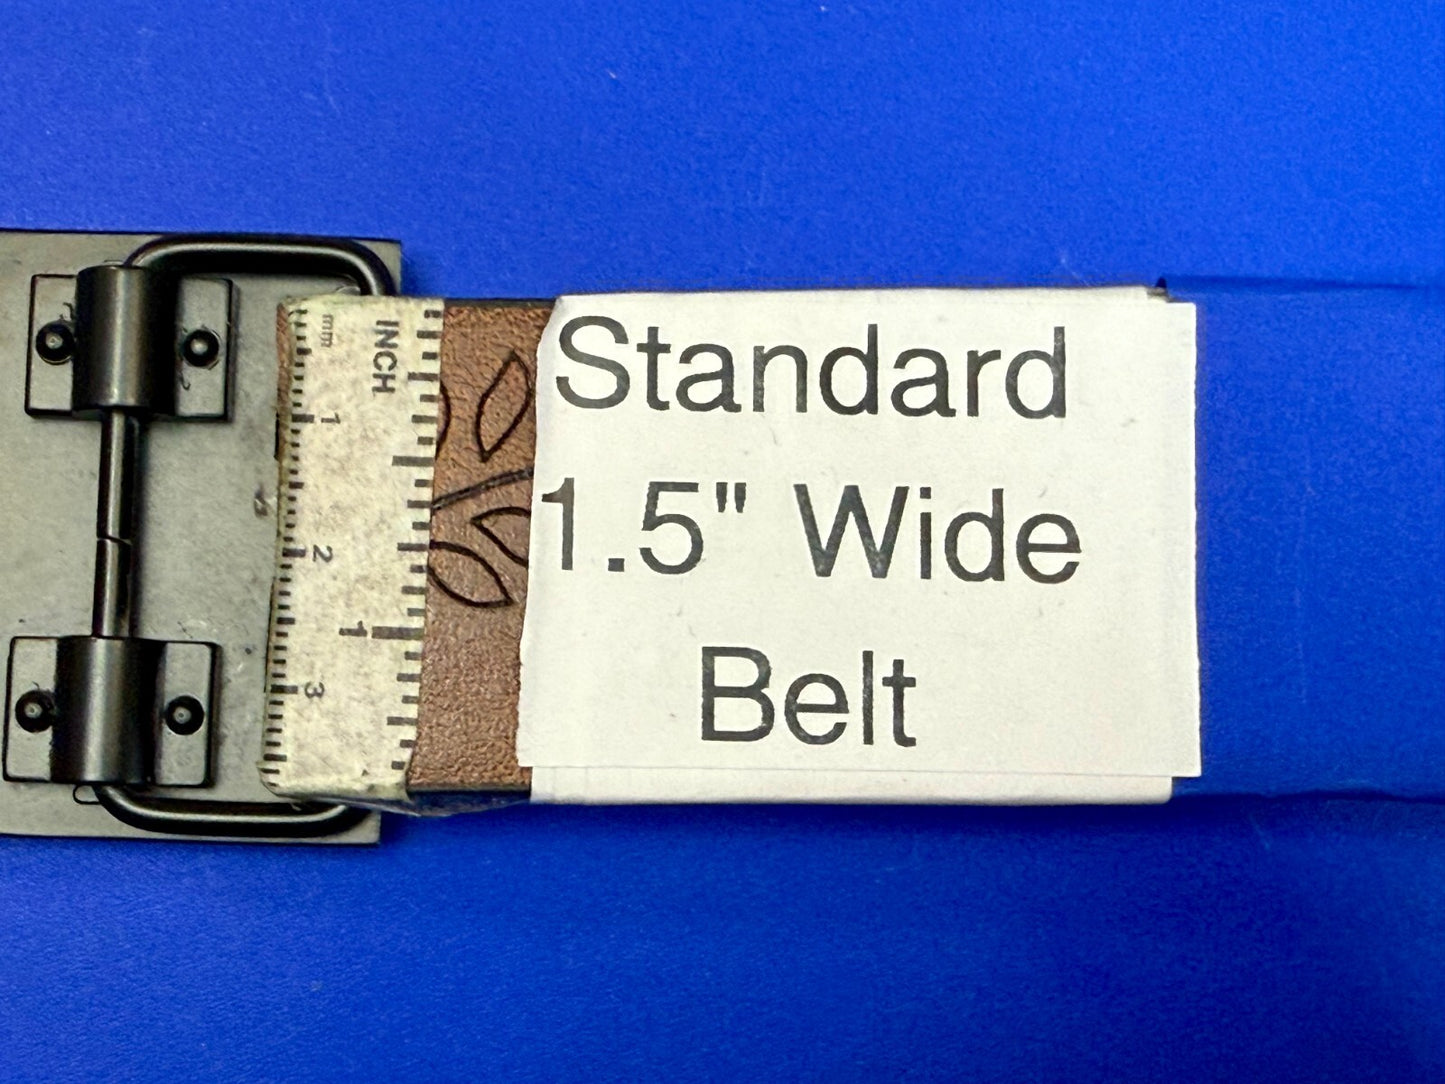 mm
INCH
1
2
1
3
Standard
1.5" Wide
Belt